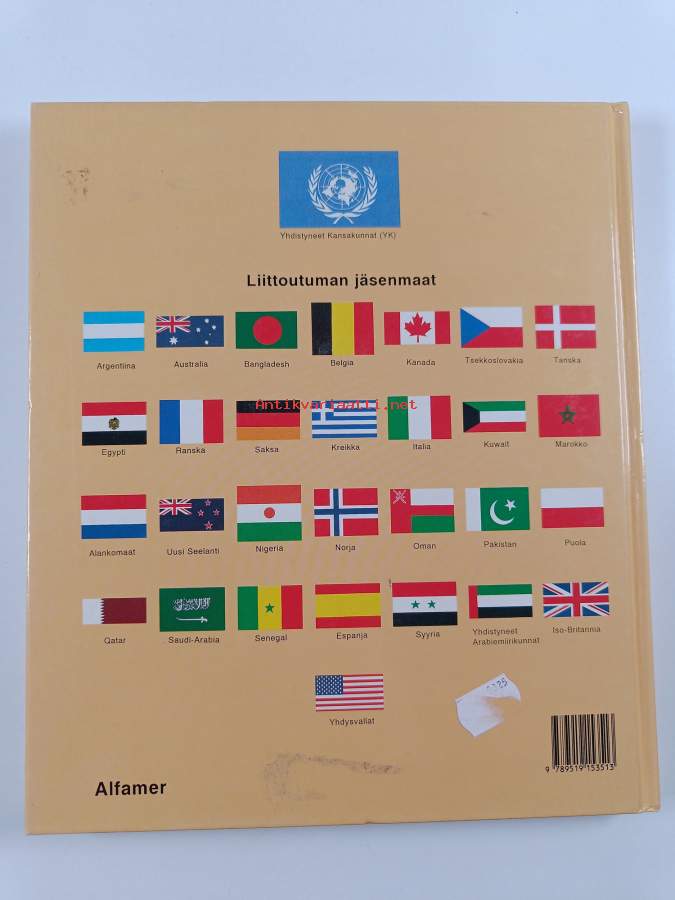 Yhdistyneet Kansakunnat (YK)
Liittoutuman jäsenmaat
Argentiina
Australia
Bangladesh
Belgia
Kanada
Tsekkoslovakia
Tanska
Antikvariaatti.net
Egypti
Ranska
Saksa
Kreikka
Italia
Kuwait
Marokko
Alankomaat
Uusi Seelanti
Nigeria
Norja
Oman
Pakistan
Puola
Qatar
Saudi-Arabia
Senegal
Espanja
Syyria
Yhdistyneet
Arabiemiirikunnat
Iso-Britannia
Yhdysvallat
Alfamer
9 789519 153513